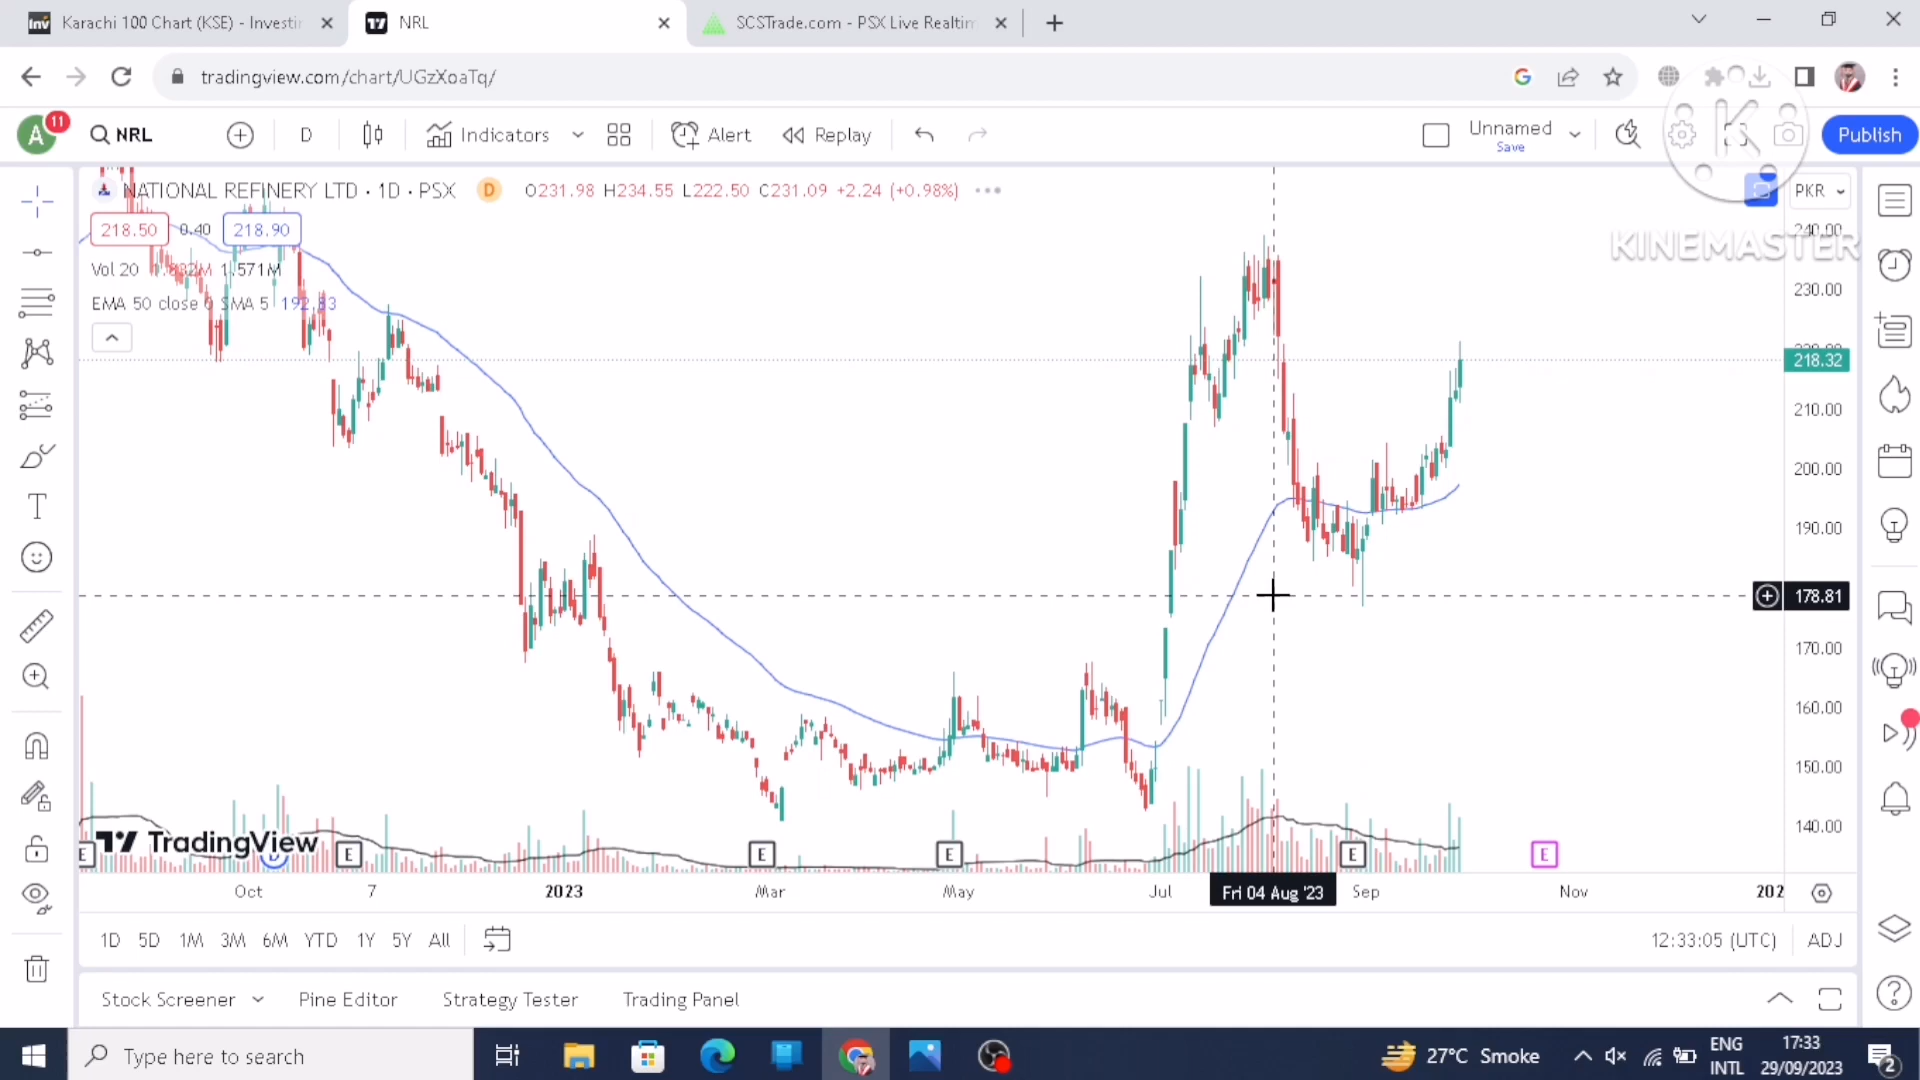 Karachi 100 Chart (KSE) - Investin
NRL
SCSTrade.com - PSX Live Realtim
tradingview.com/chart/UGzXoaTq/
A
11
NRL
D
Indicators
Alert
Replay
Unnamed
Save
Publish
NATIONAL REFINERY LTD · 1D · PSX
D
O231.98 H234.55 L222.50 C231.09 +2.24 (+0.98%)
PKR
218.50
0.40
218.90
Vol 20
1.571M
EMA 50 close 0 SMA 5
KINEMASTER
240.00
230.00
218.32
210.00
200.00
190.00
178.81
170.00
160.00
150.00
140.00
TradingView
E
E
E
E
E
E
Oct
7
2023
Mar
May
Jul
Fri 04 Aug '23
Sep
Nov
202
1D
5D
1M
3M
6M
YTD
1Y
5Y
All
12:33:05 (UTC)
ADJ
Stock Screener
Pine Editor
Strategy Tester
Trading Panel
Type here to search
27°C Smoke
ENG
INTL
17:33
29/09/2023
2